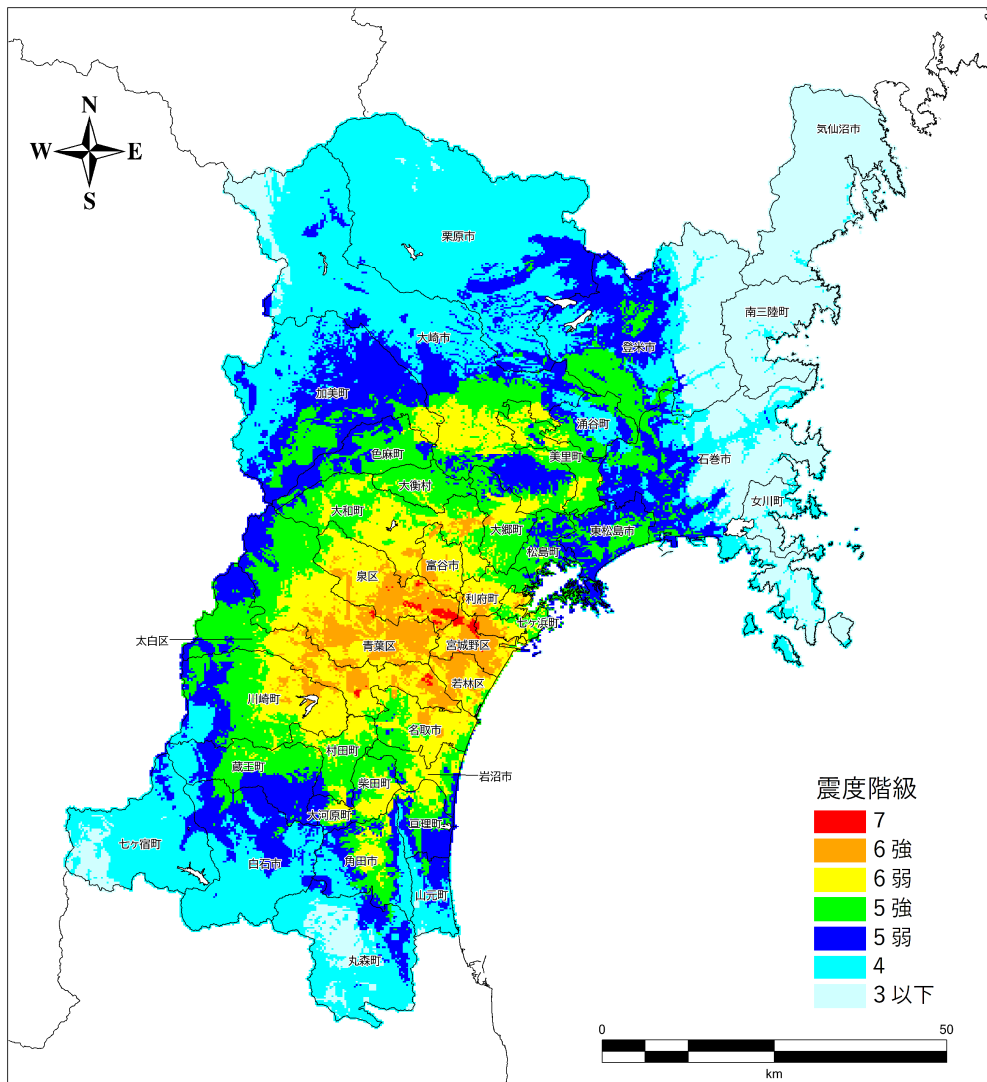 N
W
E
S
気仙沼市
栗原市
南三陸町
大崎市
登米市
加美町
涌谷町
色麻町
美里町
石巻市
大衡村
女川町
大和町
大郷町
東松島市
松島町
富谷市
泉区
利府町
七ヶ浜町
太白区
青葉区
宮城野区
若林区
川崎町
名取市
村田町
蔵王町
岩沼市
柴田町
大河原町
亘理町
七ヶ宿町
白石市
角田市
山元町
丸森町
震度階級
7
6 強
6 弱
5 強
5 弱
4
3 以下
0
50
km